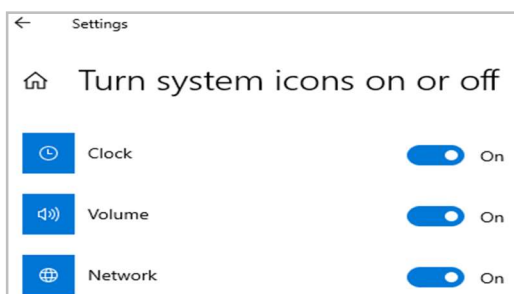 Settings
Turn system icons on or off
Clock On
Volume On
Network On